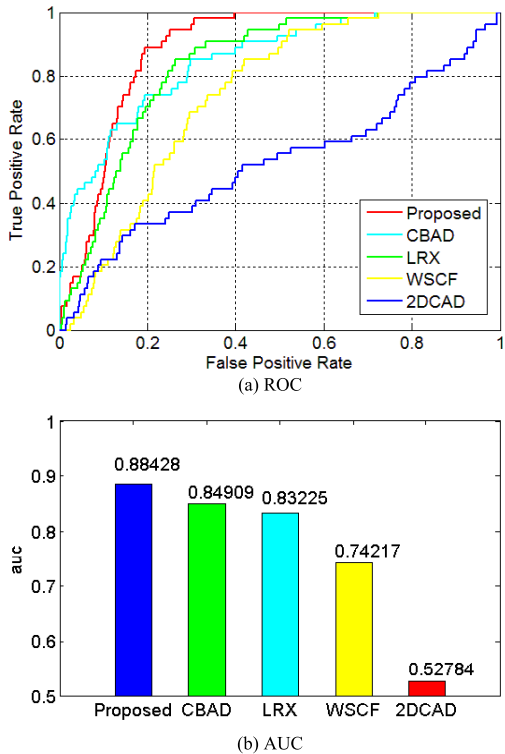 1
0.8
0.6
0.4
0.2
0
True Positive Rate
Proposed
CBAD
LRX
WSCF
2DCAD
0 0.2 0.4 0.6 0.8 1
False Positive Rate
(a) ROC
1
0.9
0.8
0.7
0.6
0.5
auc
0.88428
0.84909
0.83225
0.74217
0.52784
Proposed CBAD LRX WSCF 2DCAD
(b) AUC